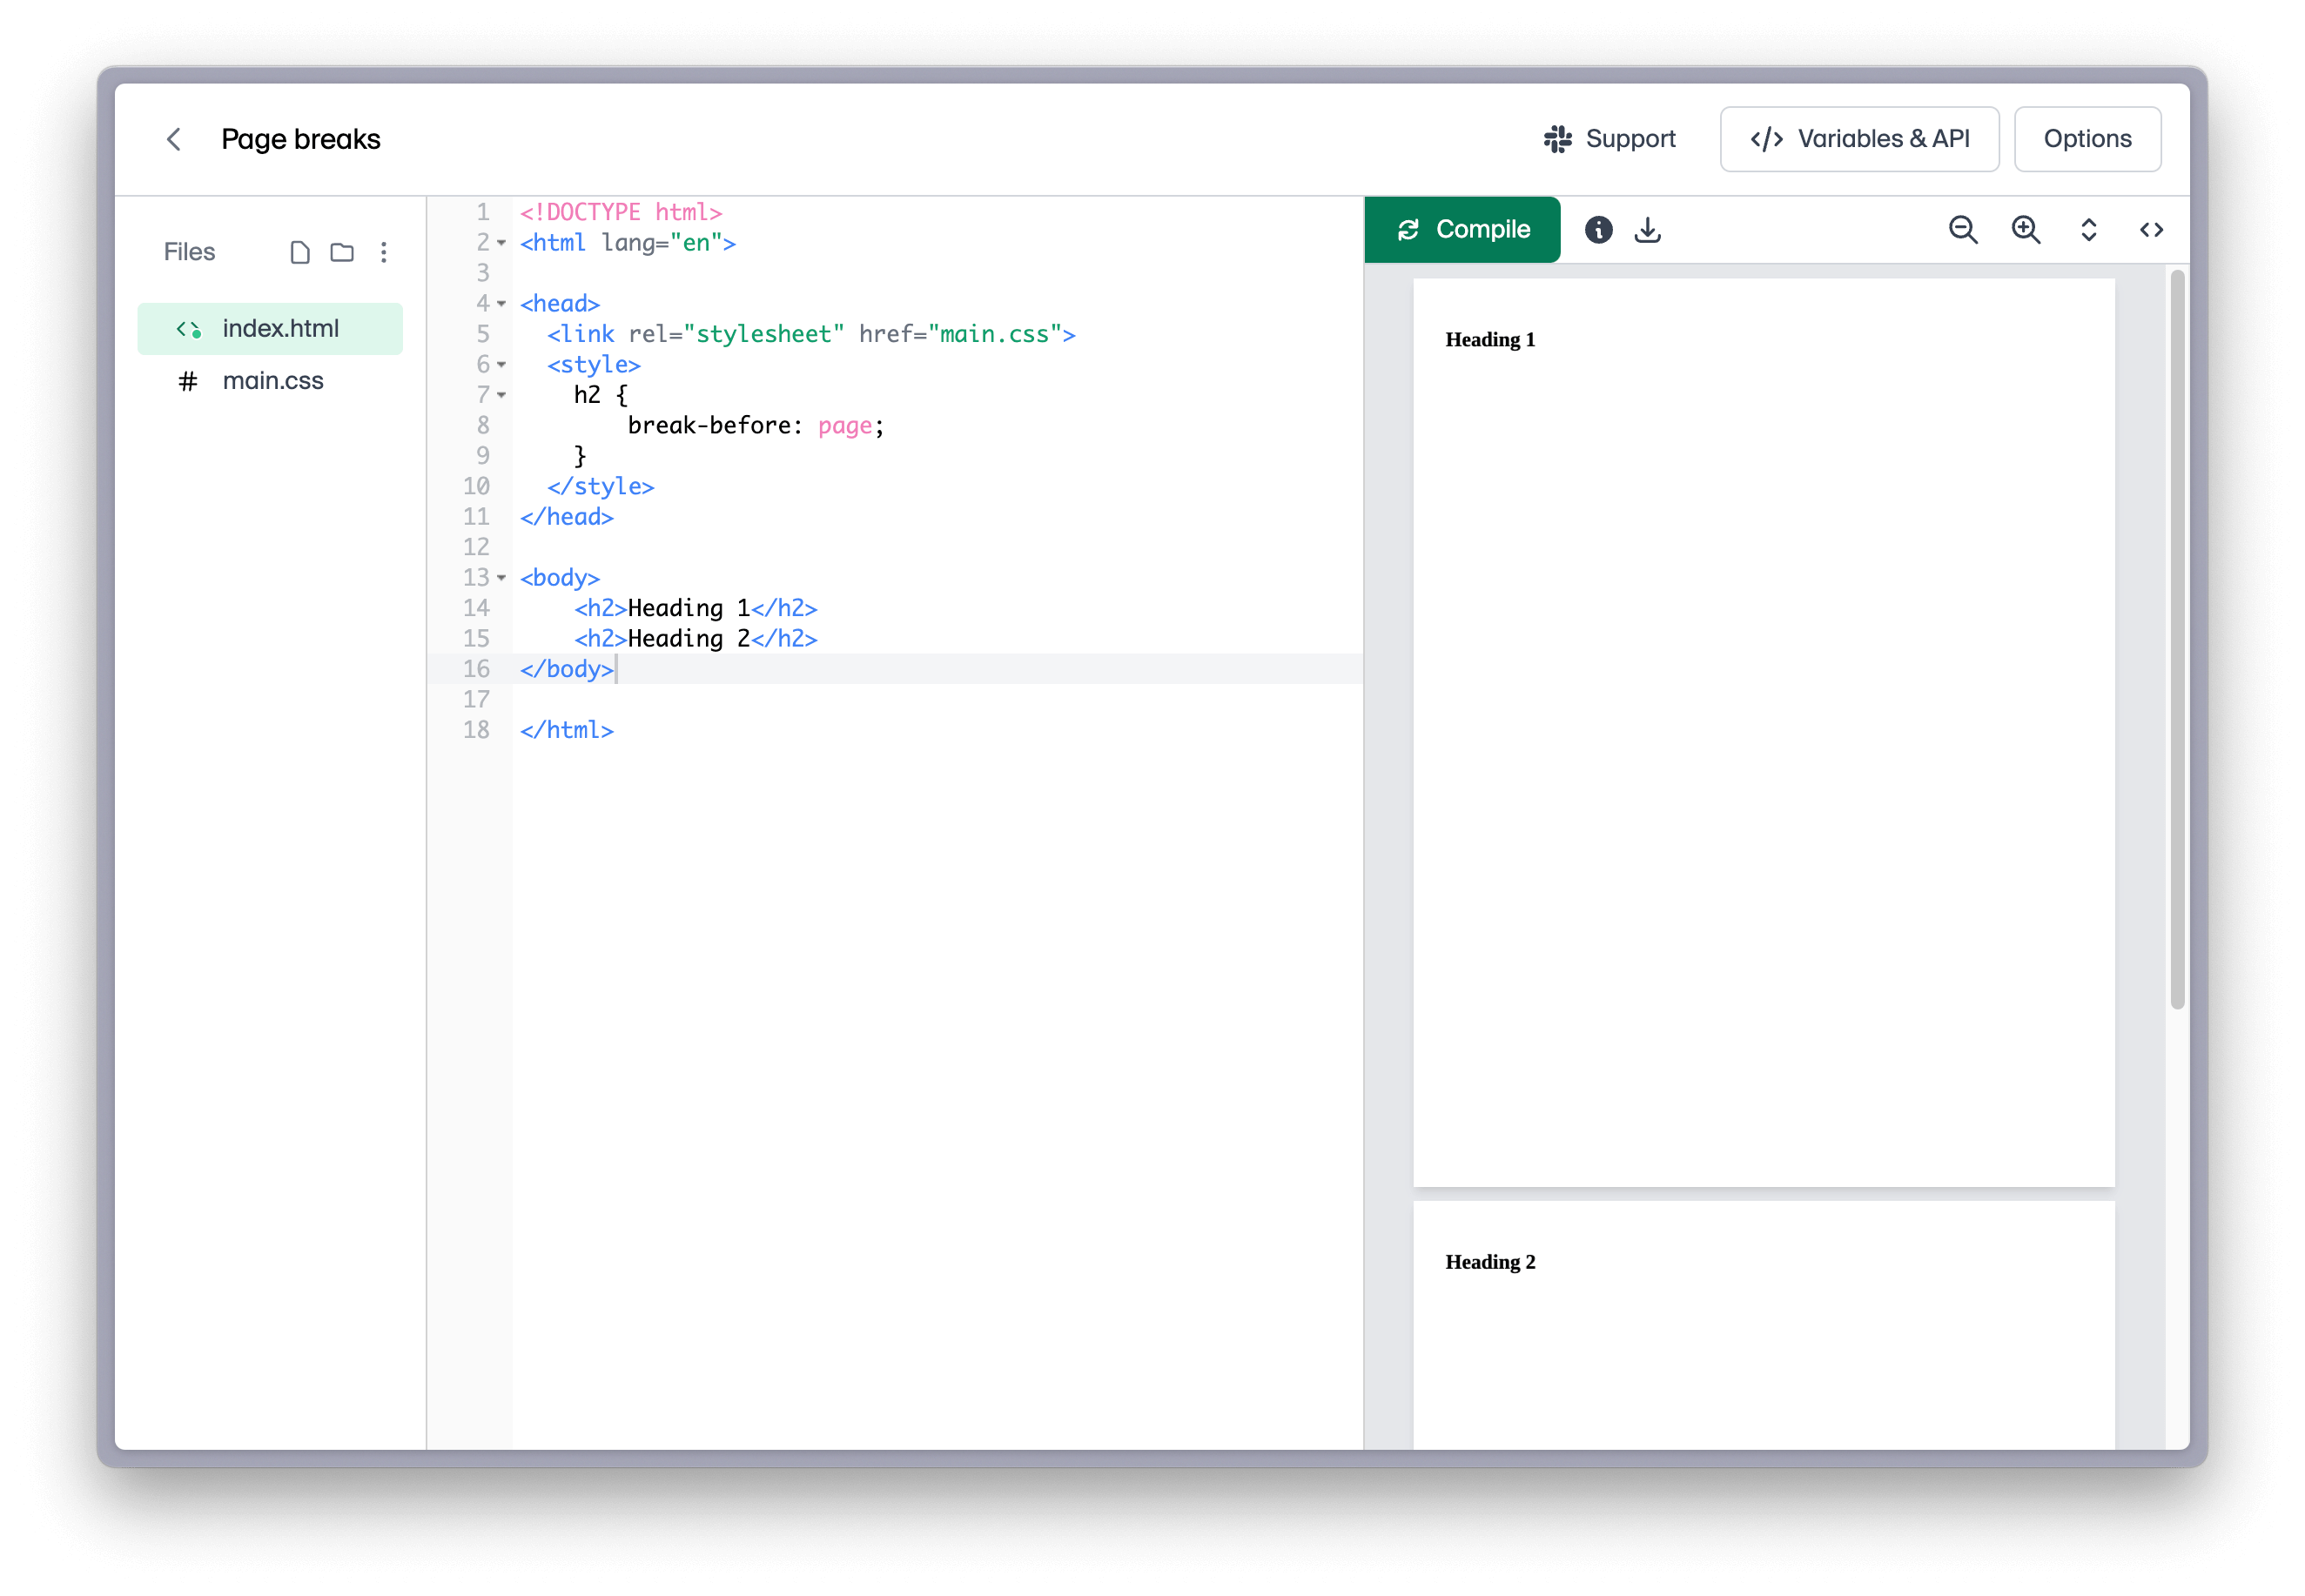 Page breaks
Support
</> Variables & API
Options
Files
index.html
# main.css
1 <!DOCTYPE html>
2 <html lang="en">
3
4 <head>
5   <link rel="stylesheet" href="main.css">
6   <style>
7     h2 {
8         break-before: page;
9     }
10   </style>
11 </head>
12
13 <body>
14     <h2>Heading 1</h2>
15     <h2>Heading 2</h2>
16 </body>
17
18 </html>
Compile
Heading 1
Heading 2